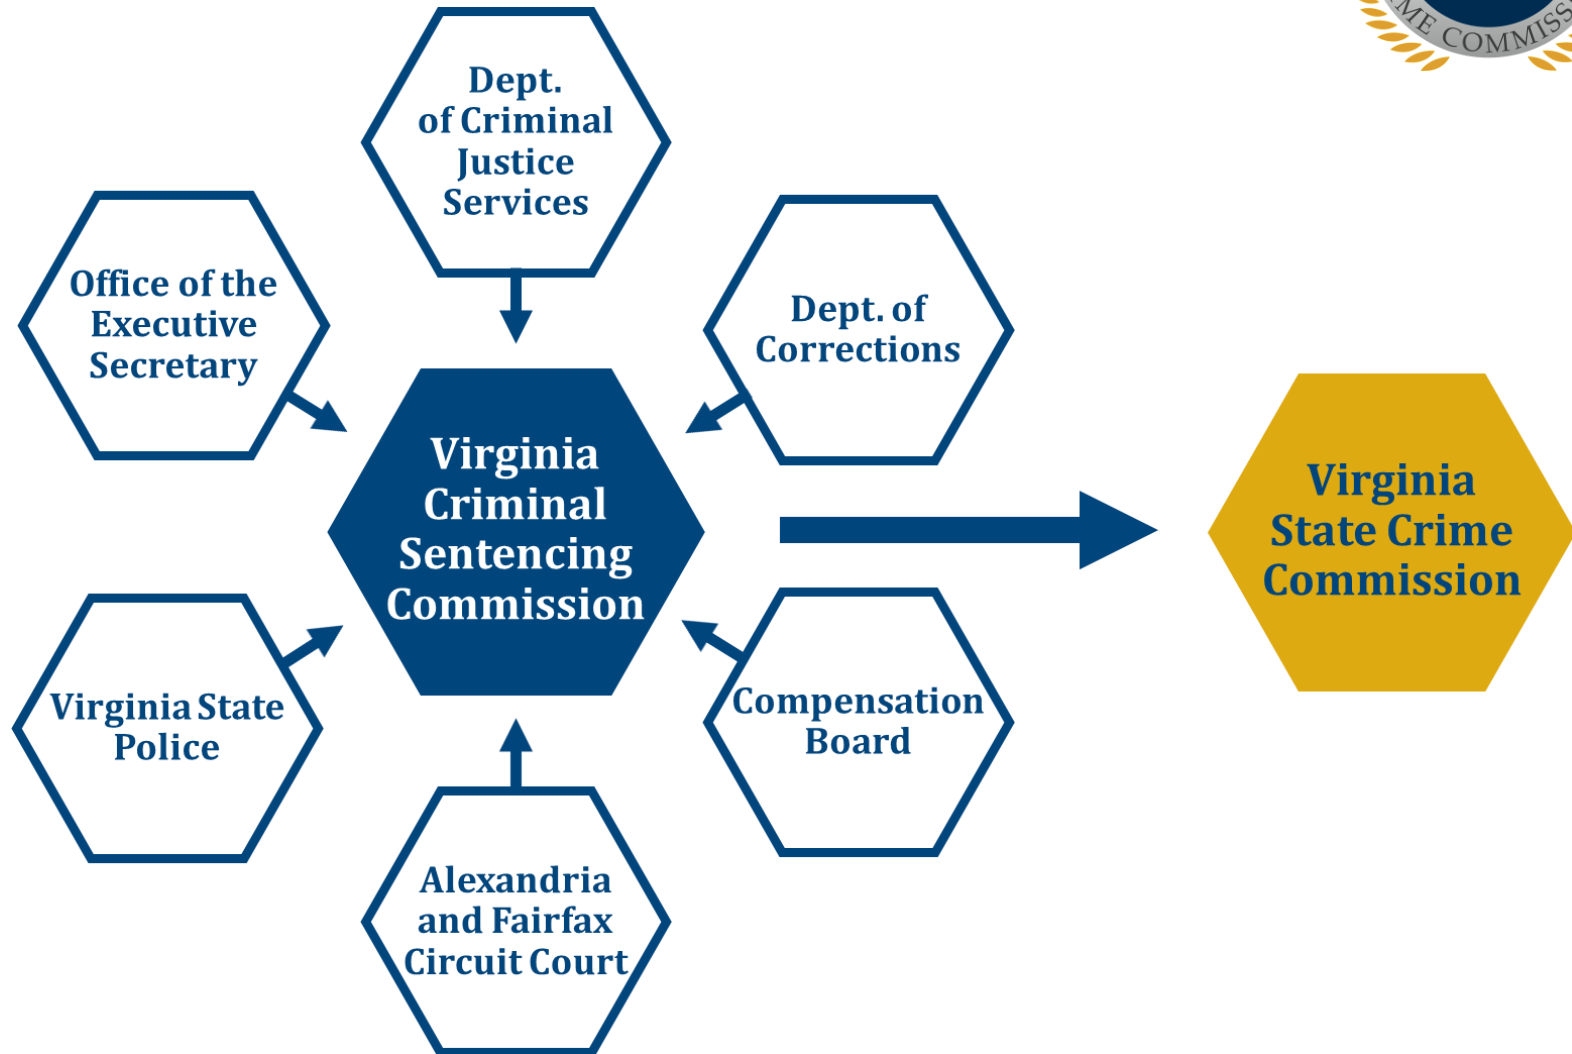 COMMISS
Dept.
of Criminal
Justice
Services
Office of the
Executive
Secretary
Dept. of
Corrections
Virginia
Criminal
Sentencing
Commission
Virginia
State Crime
Commission
Virginia State
Police
Compensation
Board
Alexandria
and Fairfax
Circuit Court